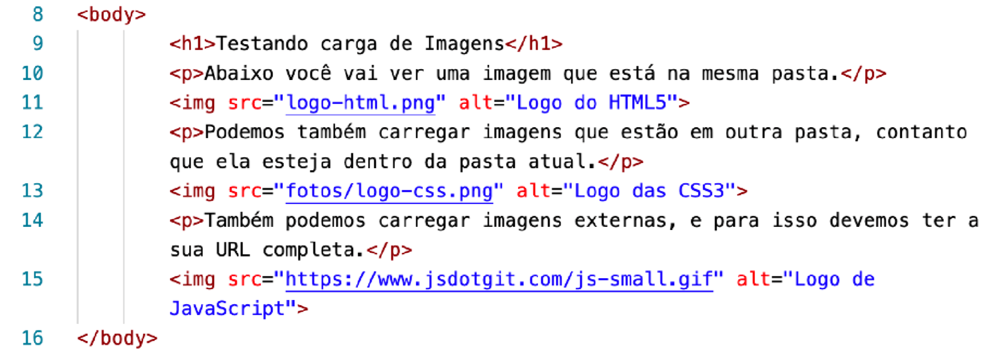 8 <body>
9 <h1>Testando carga de Imagens</h1>
10 <p>Abaixo você vai ver uma imagem que está na mesma pasta.</p>
11 <img src="logo-html.png" alt="Logo do HTML5">
12 <p>Podemos também carregar imagens que estão em outra pasta, contanto
que ela esteja dentro da pasta atual.</p>
13 <img src="fotos/logo-css.png" alt="Logo das CSS3">
14 <p>Também podemos carregar imagens externas, e para isso devemos ter a
sua URL completa.</p>
15 <img src="https://www.jsdotgit.com/js-small.gif" alt="Logo de
JavaScript">
16 </body>